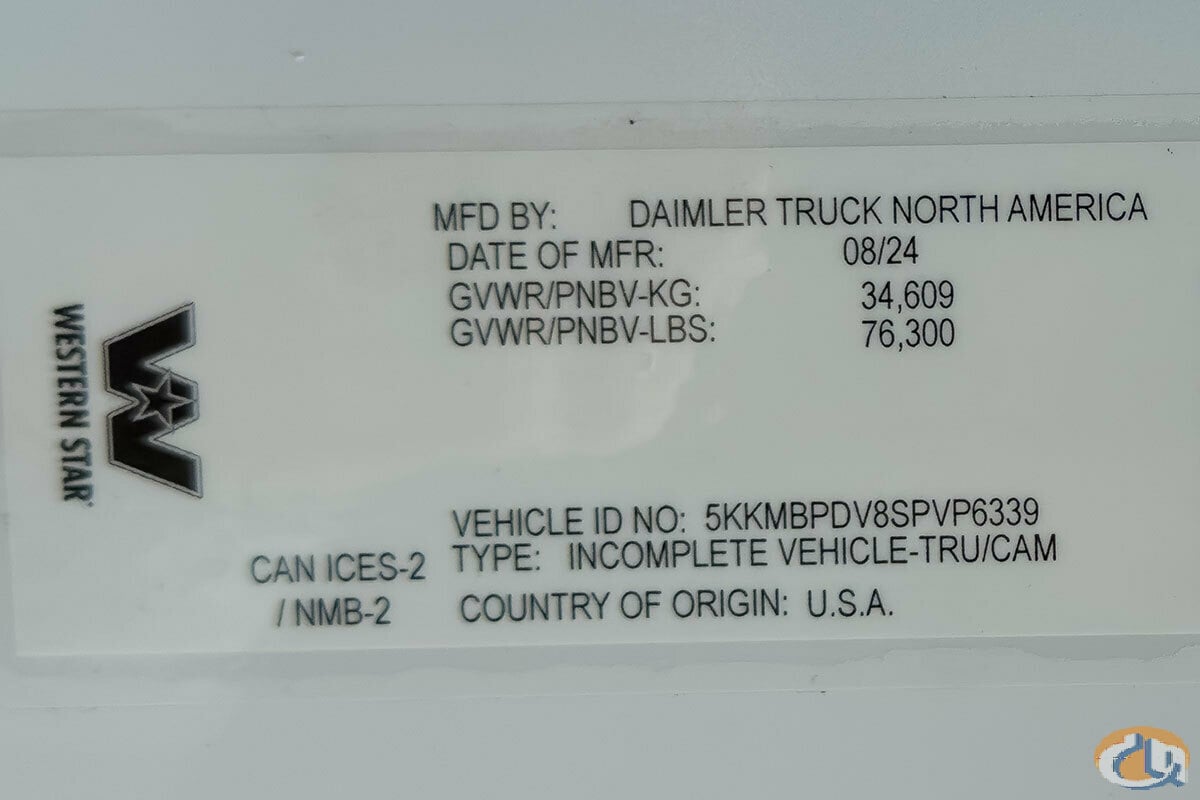 MFD BY: DAIMLER TRUCK NORTH AMERICA
DATE OF MFR: 08/24
GVWR/PNBV-KG: 34,609
GVWR/PNBV-LBS: 76,300
WESTERN STAR
VEHICLE ID NO: 5KKMBPDV8SPVP6339
CAN ICES-2 TYPE: INCOMPLETE VEHICLE-TRU/CAM
/ NMB-2 COUNTRY OF ORIGIN: U.S.A.